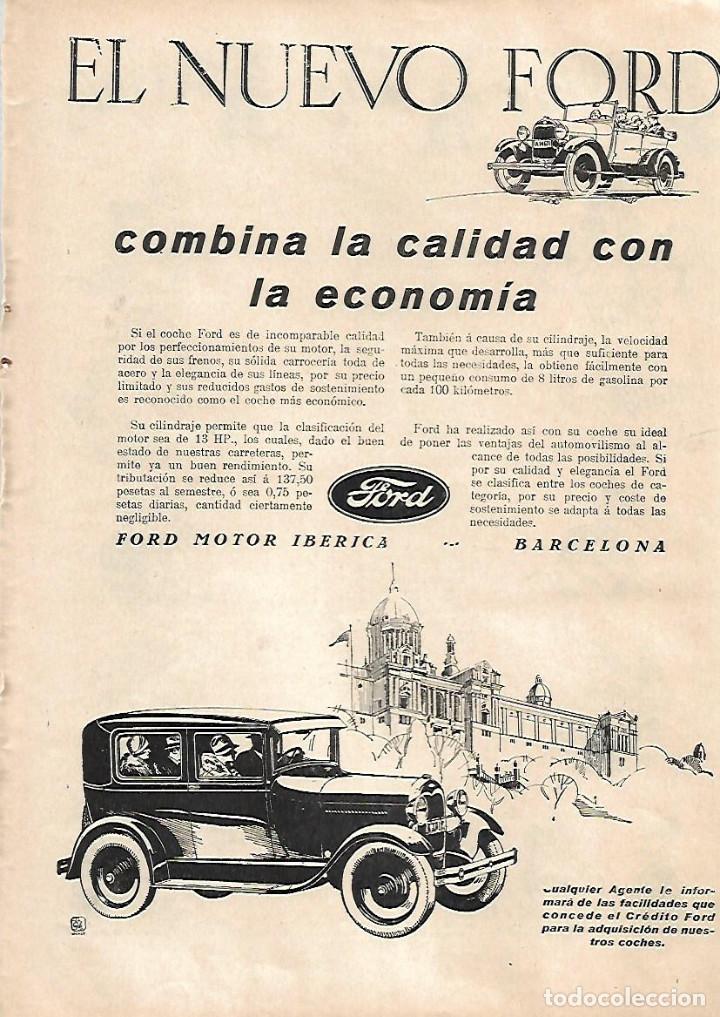 EL NUEVO FORD
combina la calidad con
la economía
Si el coche Ford es de incomparable calidad
por los perfeccionamientos de su motor, la segu-
ridad de sus frenos, su sólida carrocería toda de
acero y la elegancia de sus líneas, por su precio
limitado y sus reducidos gastos de sostenimiento
es reconocido como el coche más económico.
Su cilindraje permite que la clasificación del
motor sea de 13 HP., los cuales, dado el buen
estado de nuestras carreteras, per-
mite ya un buen rendimiento. Su
tributación se reduce así á 137,50
pesetas al semestre, ó sea 0,75 pe-
setas diarias, cantidad ciertamente
negligible.
También á causa de su cilindraje, la velocidad
máxima que desarrolla, más que suficiente para
todas las necesidades, la obtiene fácilmente con
un pequeño consumo de 8 litros de gasolina por
cada 100 kilómetros.
Ford ha realizado así con su coche su ideal
de poner las ventajas del automovilismo al al-
cance de todas las posibilidades. Si
por su calidad y elegancia el Ford
se clasifica entre los coches de ca-
tegoría, por su precio y coste de
sostenimiento se adapta á todas las
necesidades.
Ford
FORD MOTOR IBERICA --- BARCELONA
Cualquier Agente le infor-
mará de las facilidades que
concede el Crédito Ford
para la adquisición de nues-
tros coches.
todocoleccion